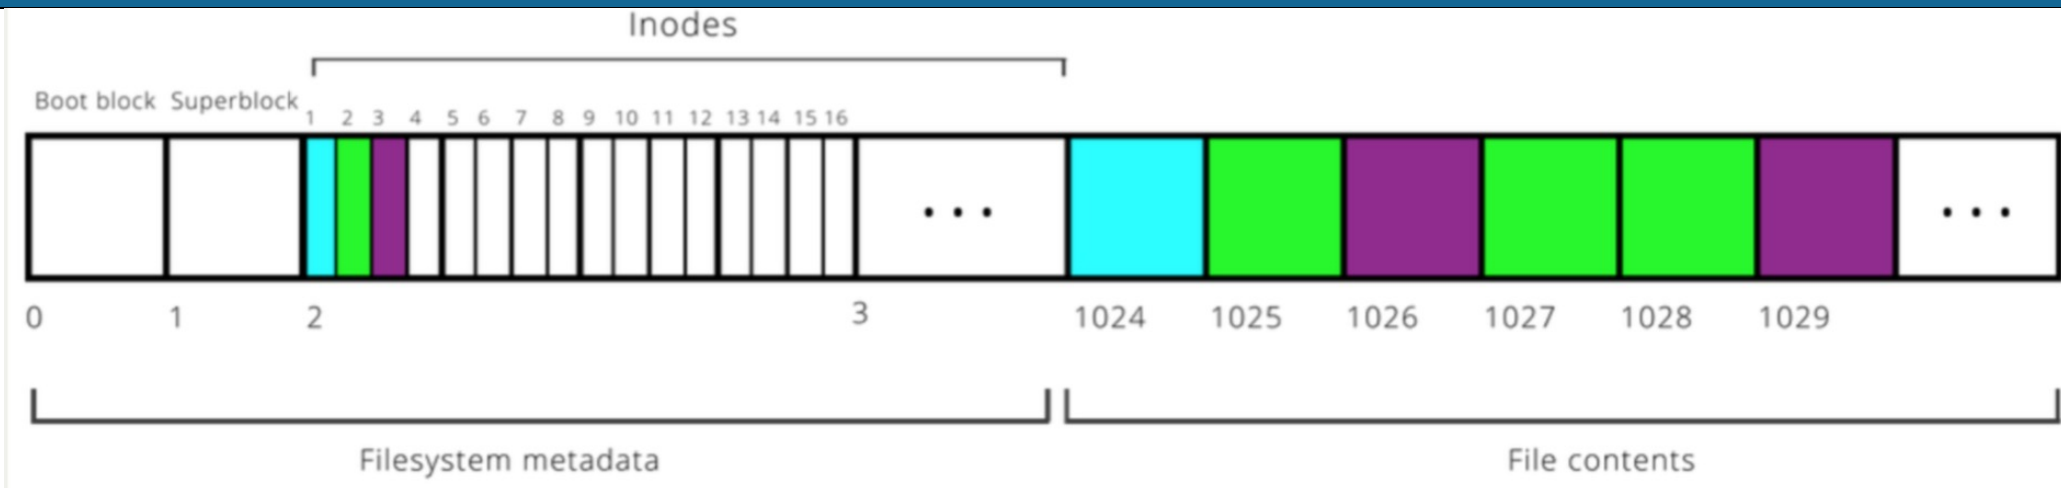 Inodes
Boot block Superblock
1 2 3 4 5 6 7 8 9 10 11 12 13 14 15 16
...
...
0 1 2 3 1024 1025 1026 1027 1028 1029
Filesystem metadata File contents